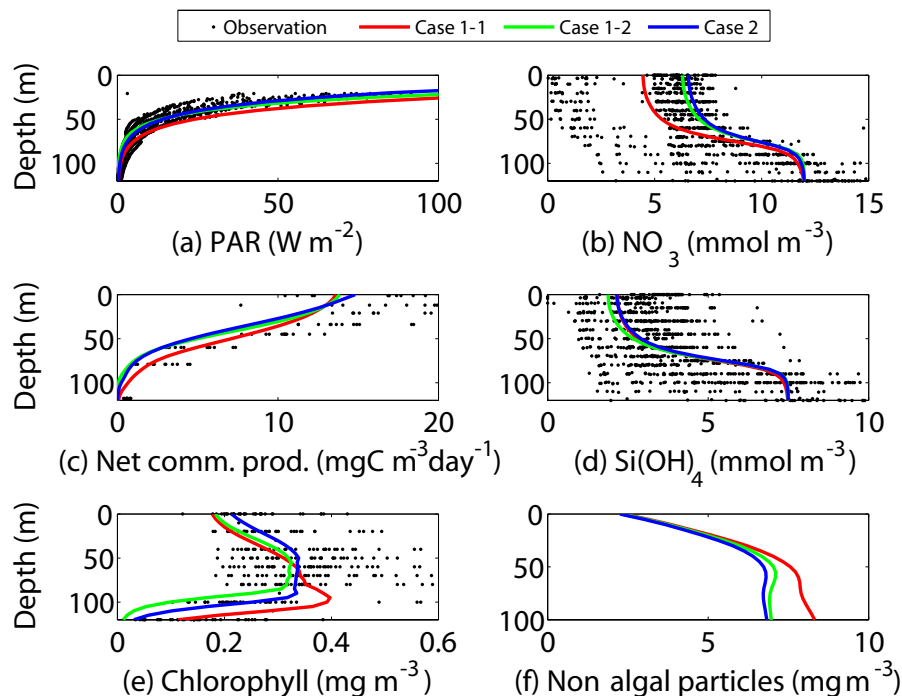 Observation Case 1-1 Case 1-2 Case 2
Depth (m)
0
50
100
0 50 100
(a) PAR (W m-2)
0 5 10 15
(b) NO3 (mmol m-3)
Depth (m)
0
50
100
0 10 20
(c) Net comm. prod. (mgC m-3day-1)
0
50
100
0 5 10
(d) Si(OH)4 (mmol m-3)
Depth (m)
0
50
100
0 0.2 0.4 0.6
(e) Chlorophyll (mg m-3)
0
50
100
0 5 10
(f) Non algal particles (mg m-3)
0
50
100